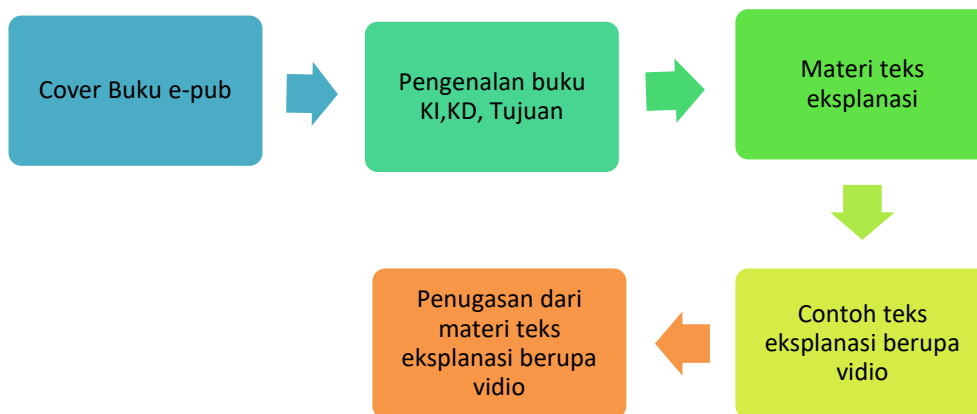 Cover Buku e-pub
Pengenalan buku
KI,KD, Tujuan
Materi teks
eksplanasi
Contoh teks
eksplanasi berupa
vidio
Penugasan dari
materi teks
eksplanasi berupa
vidio